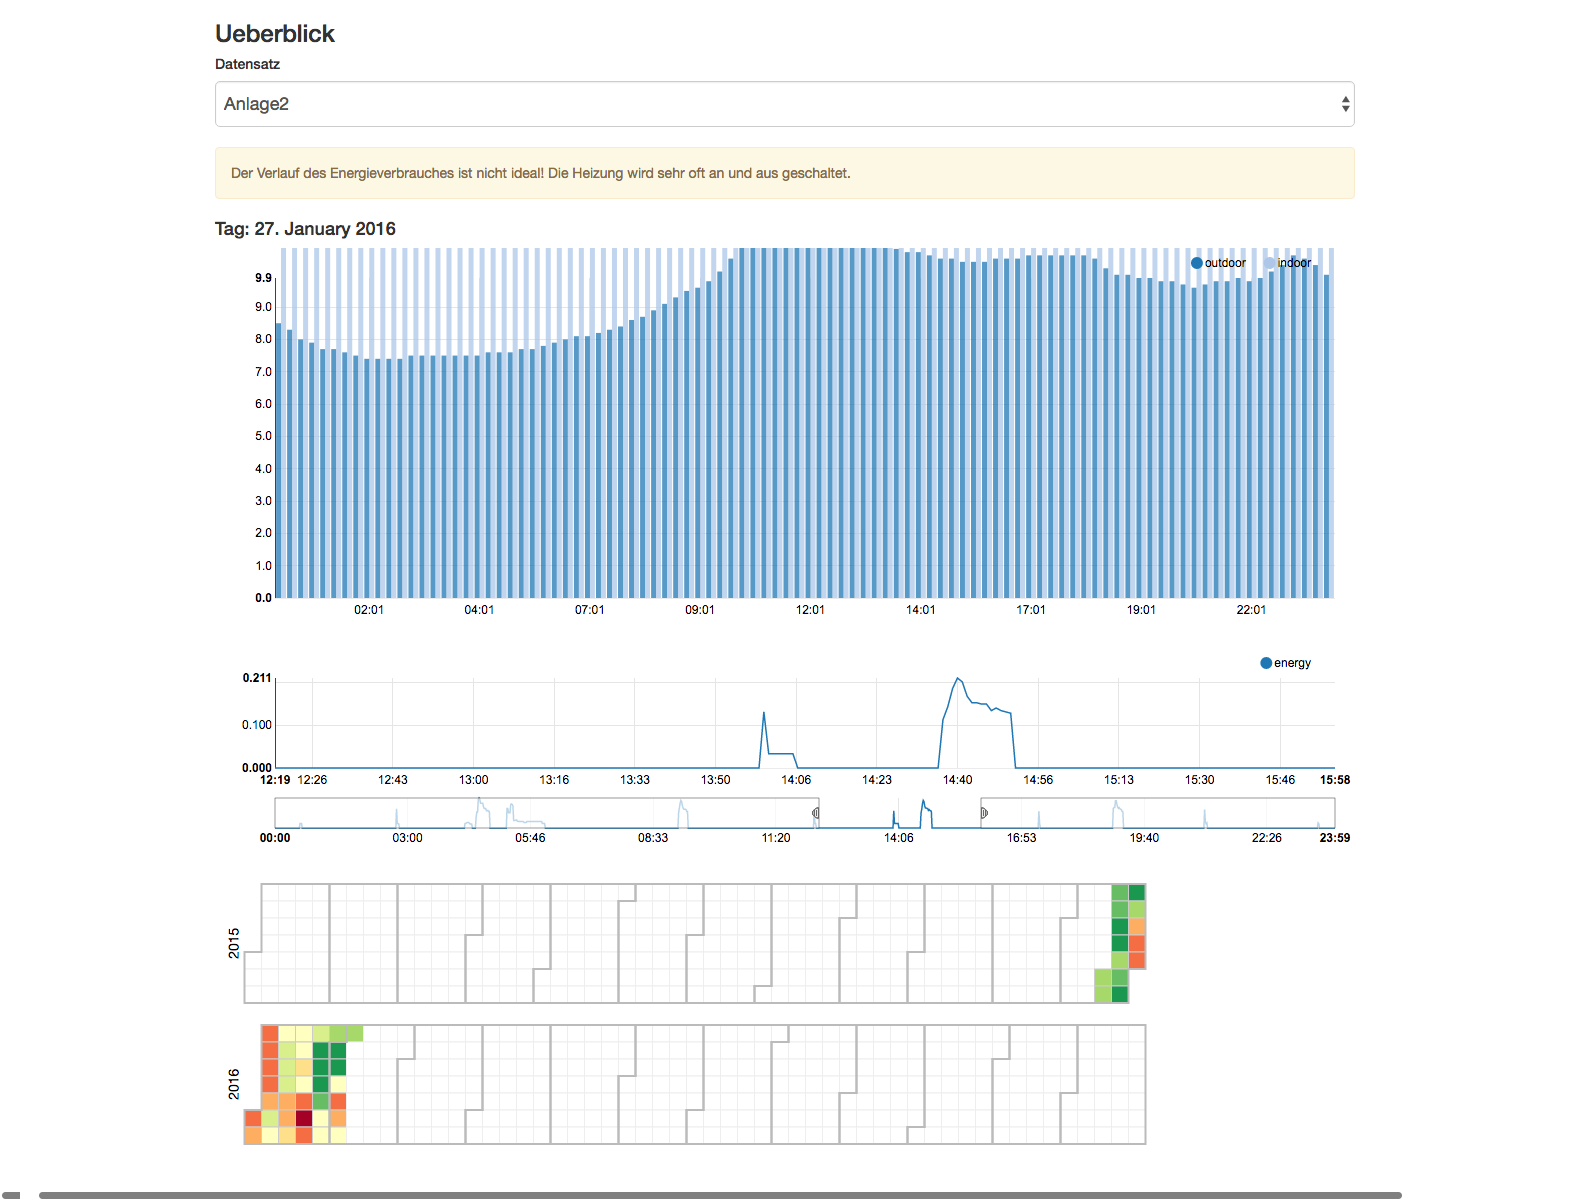 Ueberblick
Datensatz
Anlage2
Der Verlauf des Energieverbrauches ist nicht ideal! Die Heizung wird sehr oft an und aus geschaltet.
Tag: 27. January 2016
outdoor indoor
9.9
9.0
8.0
7.0
6.0
5.0
4.0
3.0
2.0
1.0
0.0
02:01 04:01 07:01 09:01 12:01 14:01 17:01 19:01 22:01
energy
0.211
0.100
0.000
12:19 12:26 12:43 13:00 13:16 13:33 13:50 14:06 14:23 14:40 14:56 15:13 15:30 15:46 15:58
00:00 03:00 05:46 08:33 11:20 14:06 16:53 19:40 22:26 23:59
2015
2016